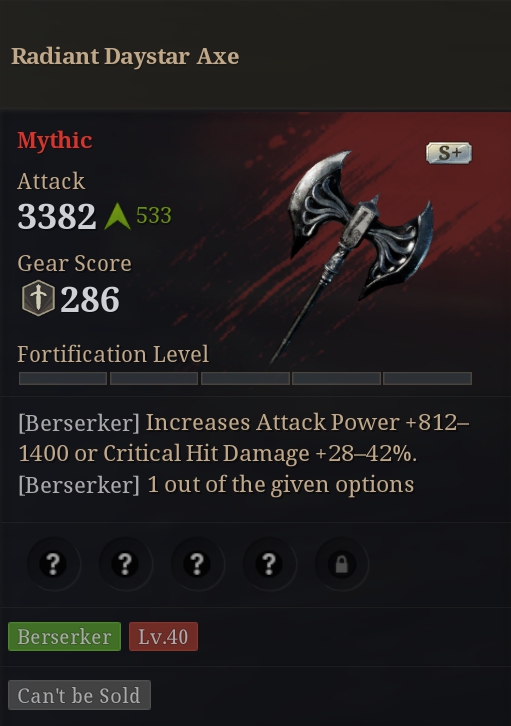 Radiant Daystar Axe
Mythic
S+
Attack
3382 533
Gear Score
286
Fortification Level
[Berserker] Increases Attack Power +812–
1400 or Critical Hit Damage +28–42%.
[Berserker] 1 out of the given options
? ? ? ?
Berserker Lv.40
Can't be Sold